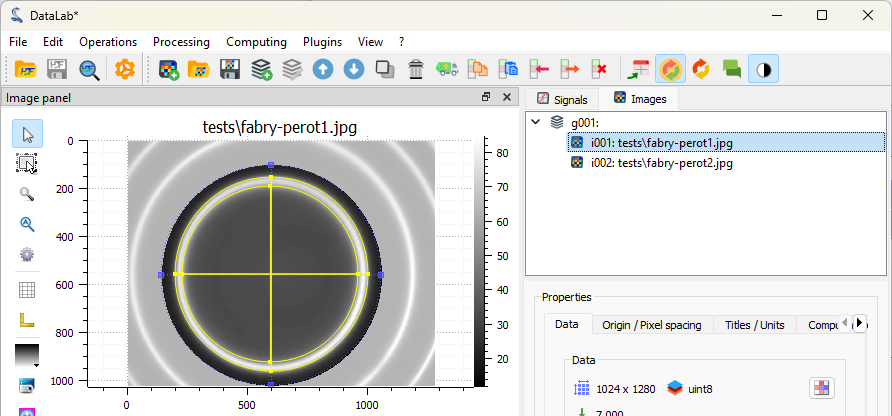 DataLab*
File Edit Operations Processing Computing Plugins View ?
Image panel
Signals Images
tests\fabry-perot1.jpg
g001:
i001: tests\fabry-perot1.jpg
i002: tests\fabry-perot2.jpg
0
200
400
600
800
1000
0 500 1000
80
70
60
50
40
30
20
Properties
Data Origin / Pixel spacing Titles / Units
Data
1024 x 1280 uint8
7.000